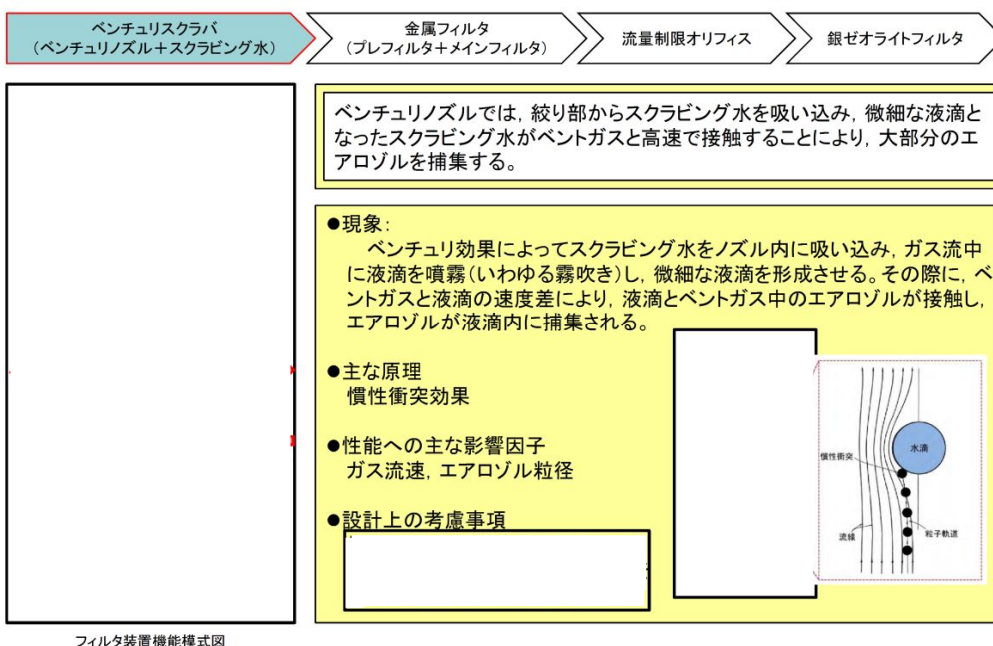 ベンチュリスクラバ
（ベンチュリノズル＋スクラビング水）
金属フィルタ
（プレフィルタ＋メインフィルタ）
流量制限オリフィス
銀ゼオライトフィルタ
ベンチュリノズルでは，絞り部からスクラビング水を吸い込み，微細な液滴と
なったスクラビング水がベントガスと高速で接触することにより，大部分のエ
アロゾルを捕集する。
●現象：
ベンチュリ効果によってスクラビング水をノズル内に吸い込み，ガス流中
に液滴を噴霧（いわゆる霧吹き）し，微細な液滴を形成させる。その際に，ベ
ントガスと液滴の速度差により，液滴とベントガス中のエアロゾルが接触し，
エアロゾルが液滴内に捕集される。
●主な原理
慣性衝突効果
●性能への主な影響因子
ガス流速，エアロゾル粒径
●設計上の考慮事項
水滴
慣性衝突
流線
粒子軌道
フィルタ装置機能模式図